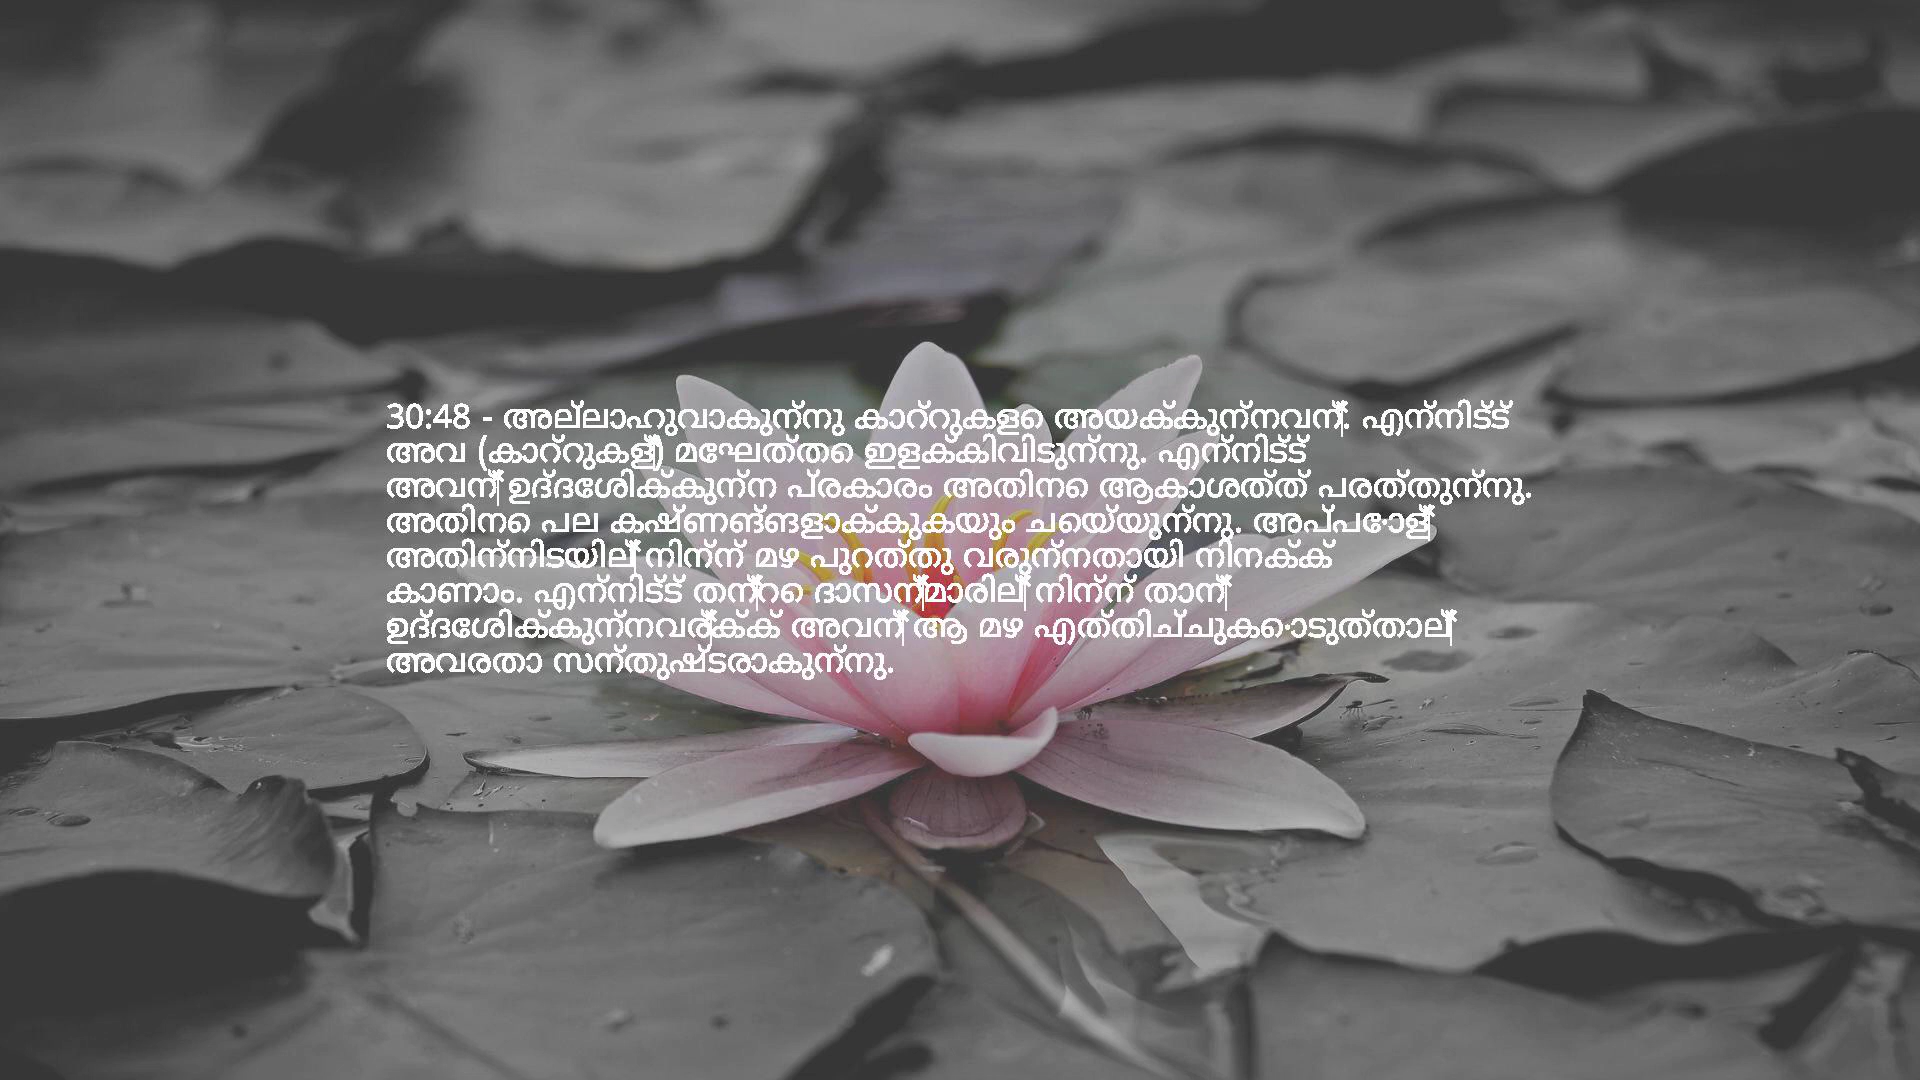 30:48 - അല്ലാഹുവാകുന്നു കാറ്റുകളെ അയക്കുന്നവന്‍. എന്നിട്ട്
അവ (കാറ്റുകള്‍) മേഘത്തെ ഇളക്കിവിടുന്നു. എന്നിട്ട്
അവന്‍ ഉദ്ദേശിക്കുന്ന പ്രകാരം അതിനെ ആകാശത്ത് പരത്തുന്നു.
അതിനെ പല കഷ്ണങ്ങളാക്കുകയും ചെയ്യുന്നു. അപ്പോള്‍
അതിന്നിടയില്‍ നിന്ന് മഴ പുറത്തു വരുന്നതായി നിനക്ക്
കാണാം. എന്നിട്ട് തന്‍റെ ദാസന്‍മാരില്‍ നിന്ന് താന്‍
ഉദ്ദേശിക്കുന്നവര്‍ക്ക് അവന്‍ ആ മഴ എത്തിച്ചുകൊടുത്താല്‍
അവരതാ സന്തുഷ്ടരാകുന്നു.